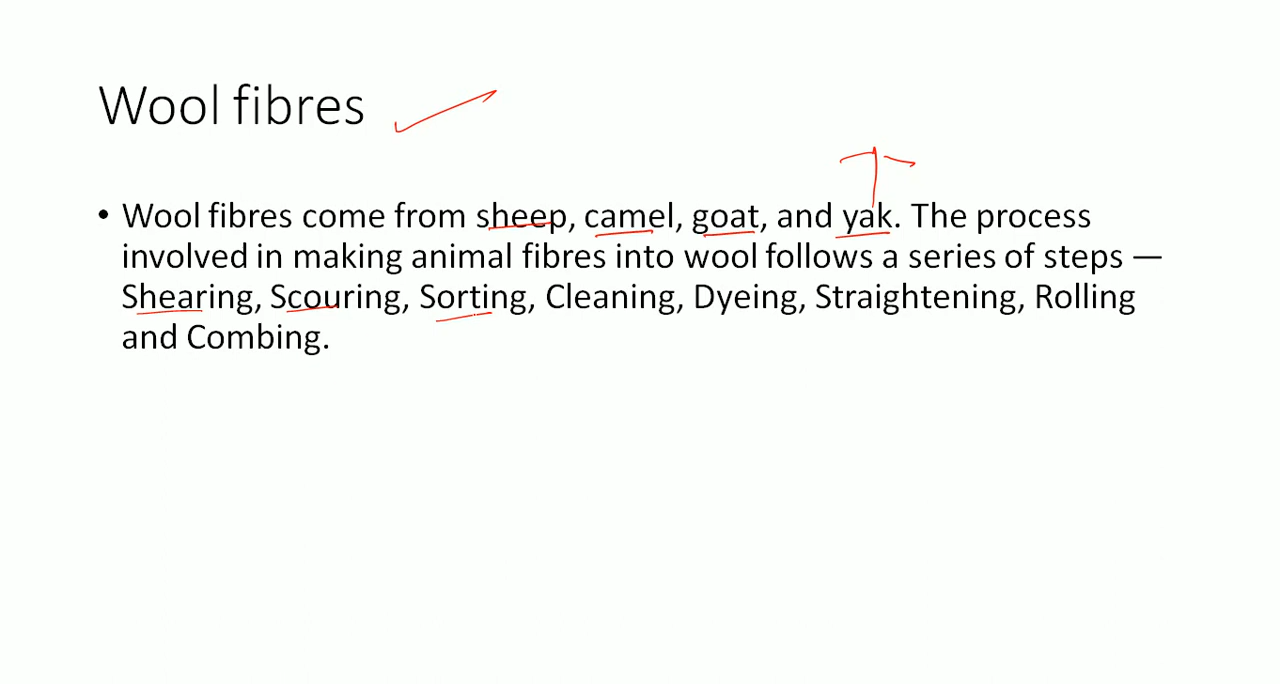 Wool fibres
• Wool fibres come from sheep, camel, goat, and yak. The process
involved in making animal fibres into wool follows a series of steps —
Shearing, Scouring, Sorting, Cleaning, Dyeing, Straightening, Rolling
and Combing.